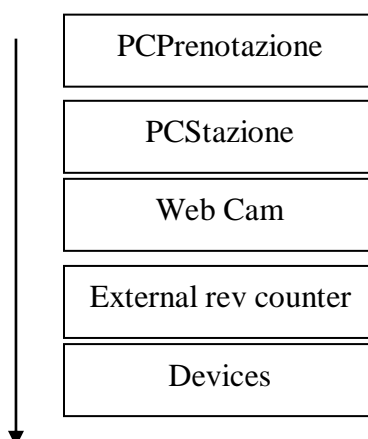 PCPrenotazione
PCStazione
Web Cam
External rev counter
Devices